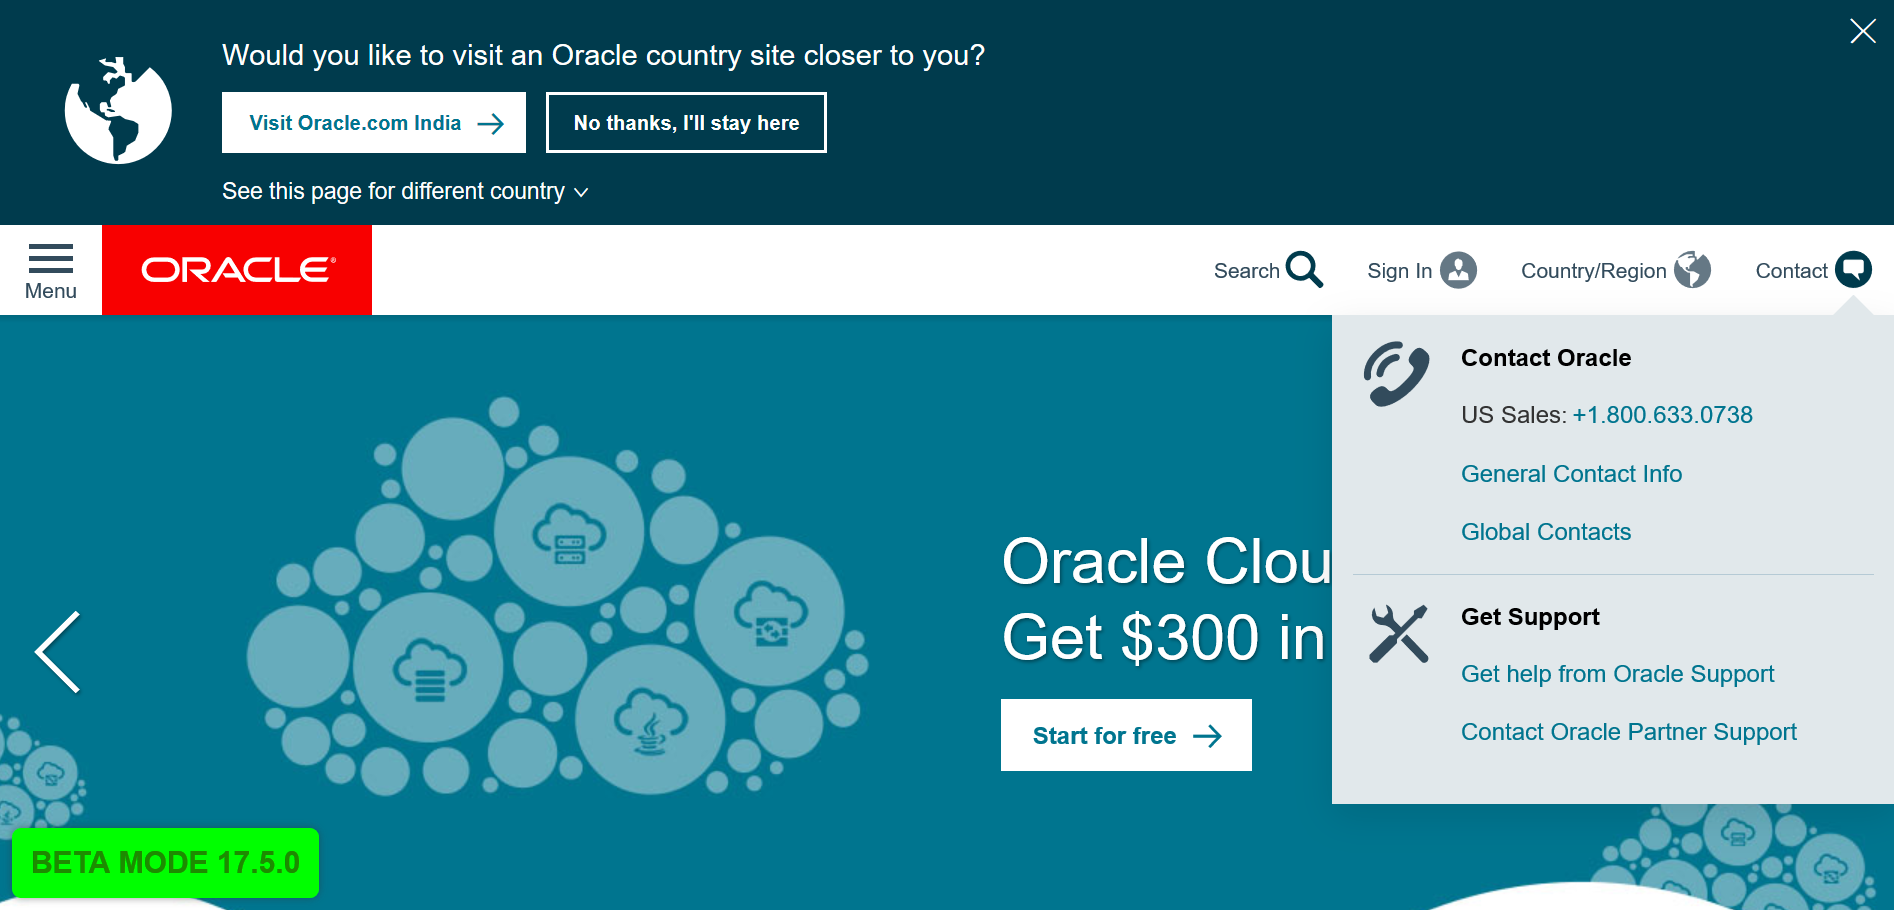 Would you like to visit an Oracle country site closer to you?
Visit Oracle.com India
No thanks, I'll stay here
See this page for different country
Menu
ORACLE®
Search
Sign In
Country/Region
Contact
Contact Oracle
US Sales: +1.800.633.0738
General Contact Info
Global Contacts
Get Support
Get help from Oracle Support
Contact Oracle Partner Support
Oracle Clou
Get $300 in
Start for free
BETA MODE 17.5.0